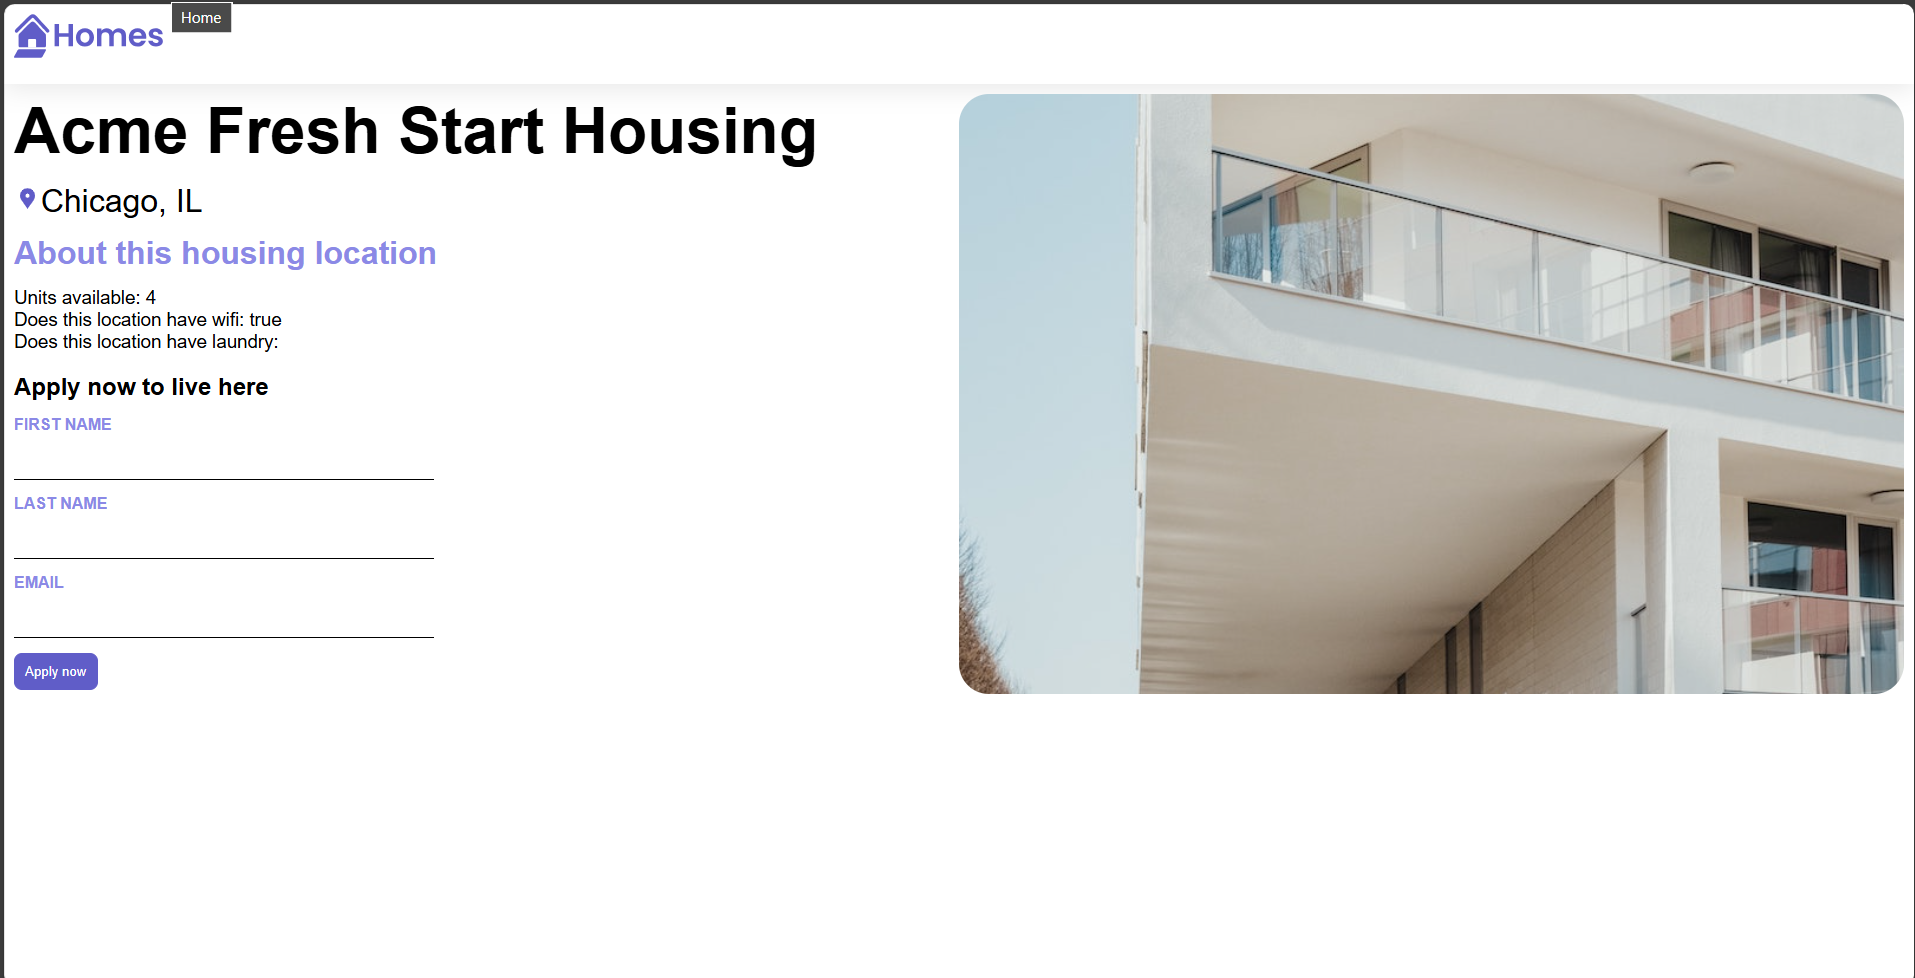 Homes
Home
Acme Fresh Start Housing
Chicago, IL
About this housing location
Units available: 4
Does this location have wifi: true
Does this location have laundry:
Apply now to live here
FIRST NAME
LAST NAME
EMAIL
Apply now